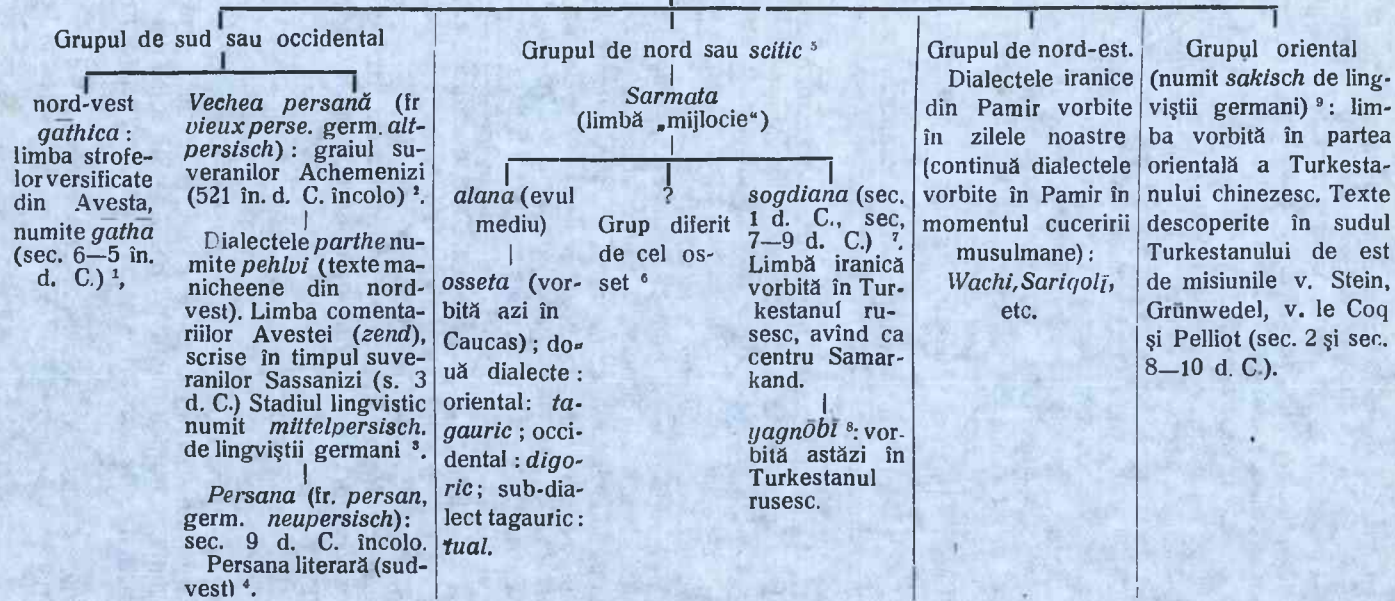 Grupul de sud sau occidental
nord-vest
gāthica :
limba strofe-
lor versificate
din Avesta,
numite gatha
(sec. 6—5 în.
d. C.) ¹,
Vechea persană (fr
vieux perse. germ. alt-
persisch) : graiul su-
veranilor Achemenizi
(521 în. d. C. încolo) ².
Dialectele parthe nu-
mite pehlvi (texte ma-
nicheene din nord-
vest). Limba comenta-
riilor Avestei (zend),
scrise în timpul suve-
ranilor Sassanizi (s. 3
d. C.) Stadiul lingvistic
numit mittelpersisch.
de lingviştii germani ³.
Persana (fr. persan,
germ. neupersisch):
sec. 9 d. C. încolo.
Persana literară (sud-
vest) ⁴.
Grupul de nord sau scitic ⁵
Sarmata
(limbă „mijlocie“)
alana (evul
mediu)
osseta (vor-
bită azi în
Caucas) ; do-
uă dialecte :
oriental: ta-
gauric ; occi-
dental : digo-
ric; sub-dia-
lect tagauric :
tual.
?
Grup diferit
de cel os-
set ⁶
sogdiana (sec.
1 d. C., sec,
7—9 d. C.) ⁷.
Limbă iranică
vorbită în Tur-
kestanul ru-
sesc, avînd ca
centru Samar-
kand.
yagnōbī ⁸: vor-
bită astăzi în
Turkestanul
rusesc.
Grupul de nord-est.
Dialectele iranice
din Pamir vorbite
în zilele noastre
(continuă dialectele
vorbite în Pamir în
momentul cuceririi
musulmane) :
Wachi, Sariqolī,
etc.
Grupul oriental
(numit sakisch de ling-
viştii germani) ⁹ : lim-
ba vorbită în partea
orientală a Turkesta-
nului chinezesc. Texte
descoperite în sudul
Turkestanului de est
de misiunile v. Stein,
Grünwedel, v. le Coq
şi Pelliot (sec. 2 şi sec.
8—10 d. C.).